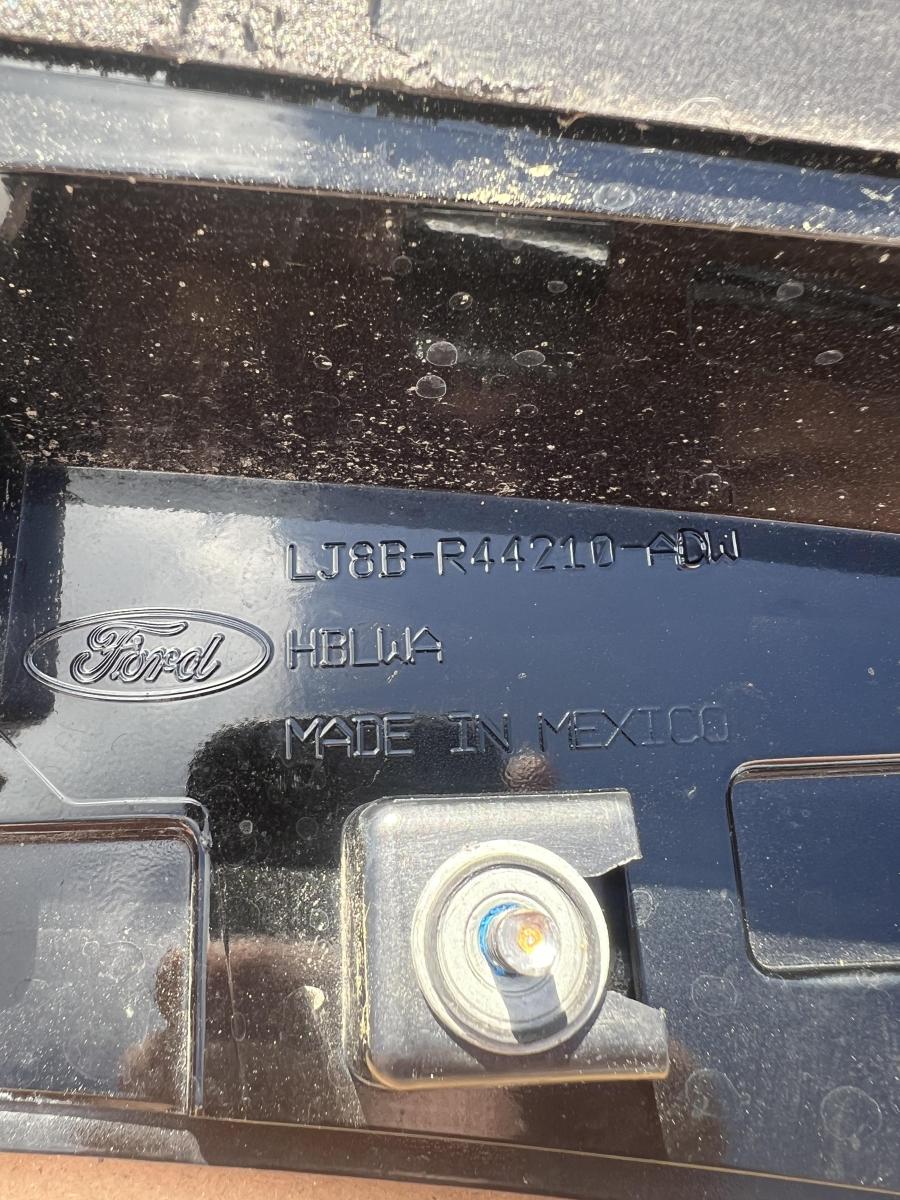 LJ8B-R44210-ADW
Ford
HBLWA
MADE IN MEXICO